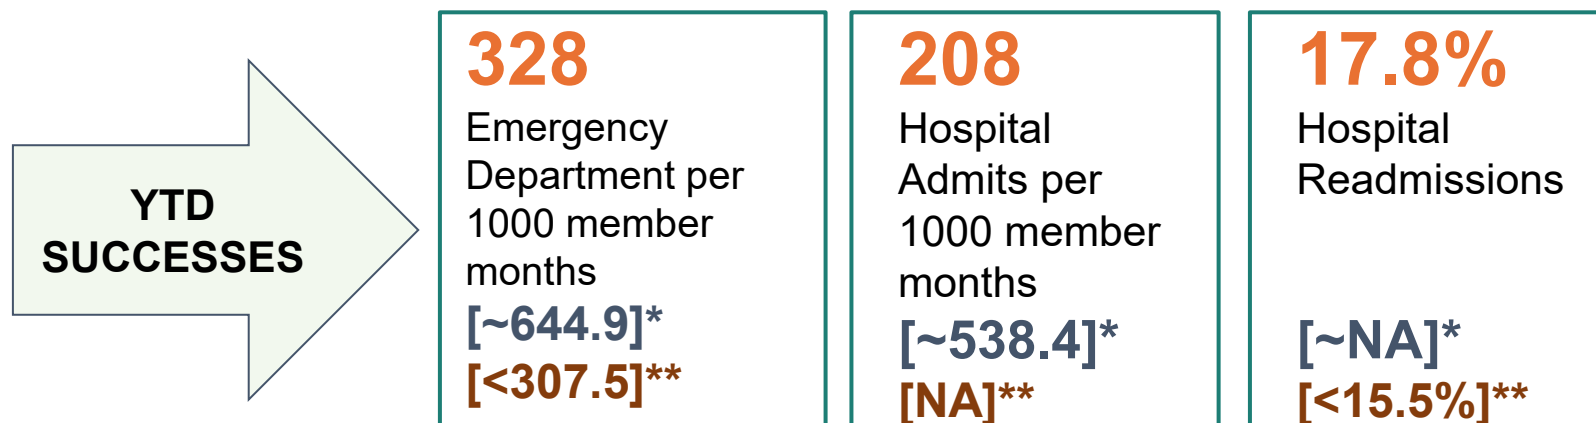 YTD
SUCCESSES
328
Emergency
Department per
1000 member
months
[~644.9]*
[<307.5]**
208
Hospital
Admits per
1000 member
months
[~538.4]*
[NA]**
17.8%
Hospital
Readmissions
[~NA]*
[<15.5%]**